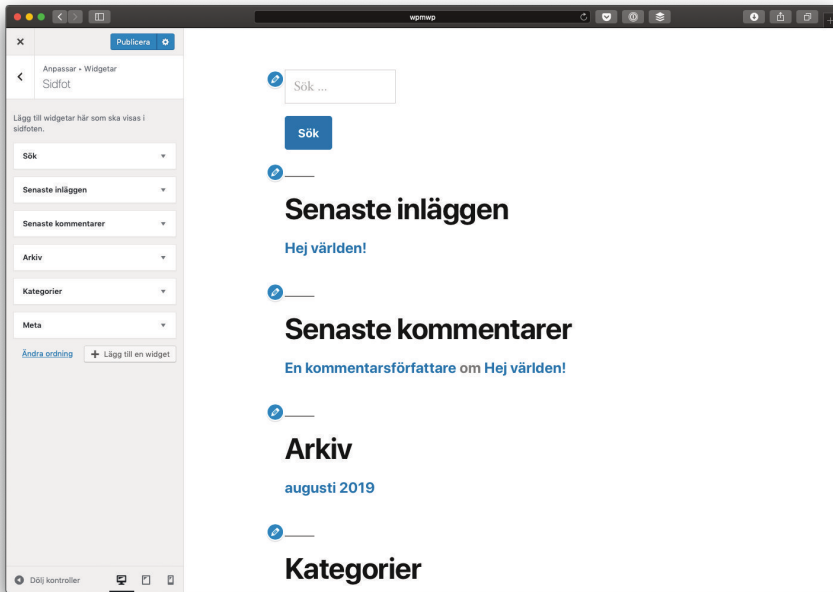 wpmwp
Publicera
Anpassar ▸ Widgetar
Sidfot
Lägg till widgetar här som ska visas i
sidfoten.
Sök
Senaste inläggen
Senaste kommentarer
Arkiv
Kategorier
Meta
Ändra ordning
Lägg till en widget
Dölj kontroller
Sök ...
Sök
Senaste inläggen
Hej världen!
Senaste kommentarer
En kommentarsförfattare om Hej världen!
Arkiv
augusti 2019
Kategorier